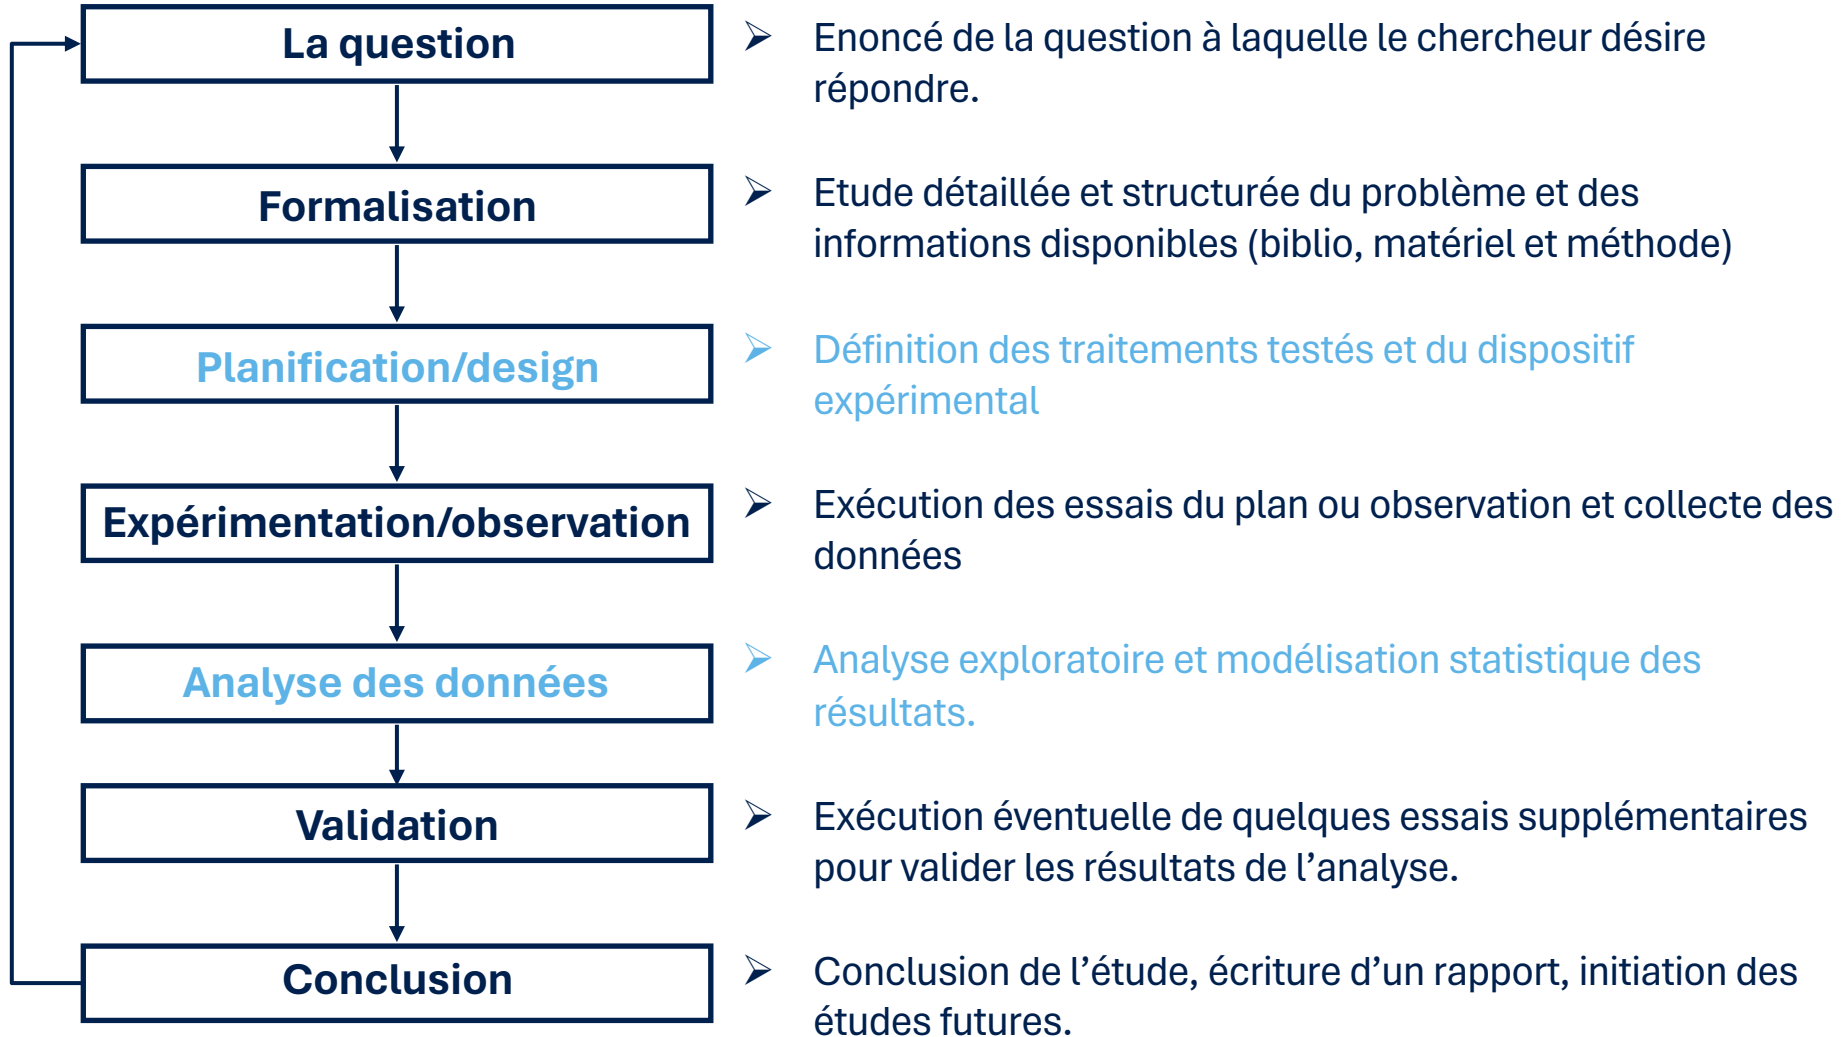 La question
➢ Enoncé de la question à laquelle le chercheur désire
répondre.
Formalisation
➢ Etude détaillée et structurée du problème et des
informations disponibles (biblio, matériel et méthode)
Planification/design
➢ Définition des traitements testés et du dispositif
expérimental
Expérimentation/observation
➢ Exécution des essais du plan ou observation et collecte des
données
Analyse des données
➢ Analyse exploratoire et modélisation statistique des
résultats.
Validation
➢ Exécution éventuelle de quelques essais supplémentaires
pour valider les résultats de l’analyse.
Conclusion
➢ Conclusion de l’étude, écriture d’un rapport, initiation des
études futures.